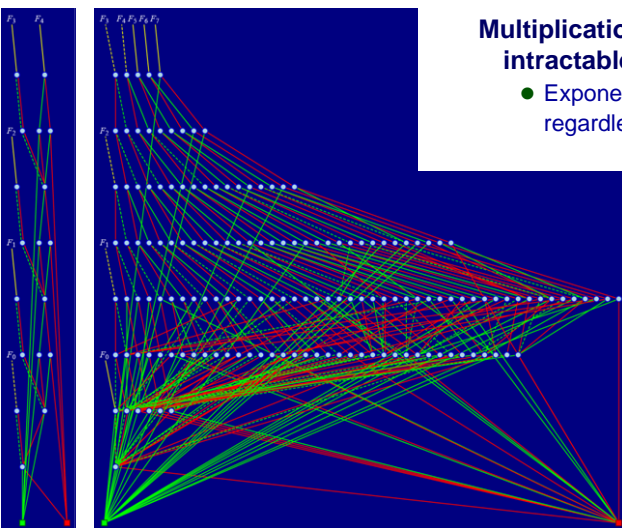 F3 F4
F3 F4 F5 F6 F7
Multiplicatio
intractable
● Expone
regardle
F2
F2
F1
F1
F0
F0